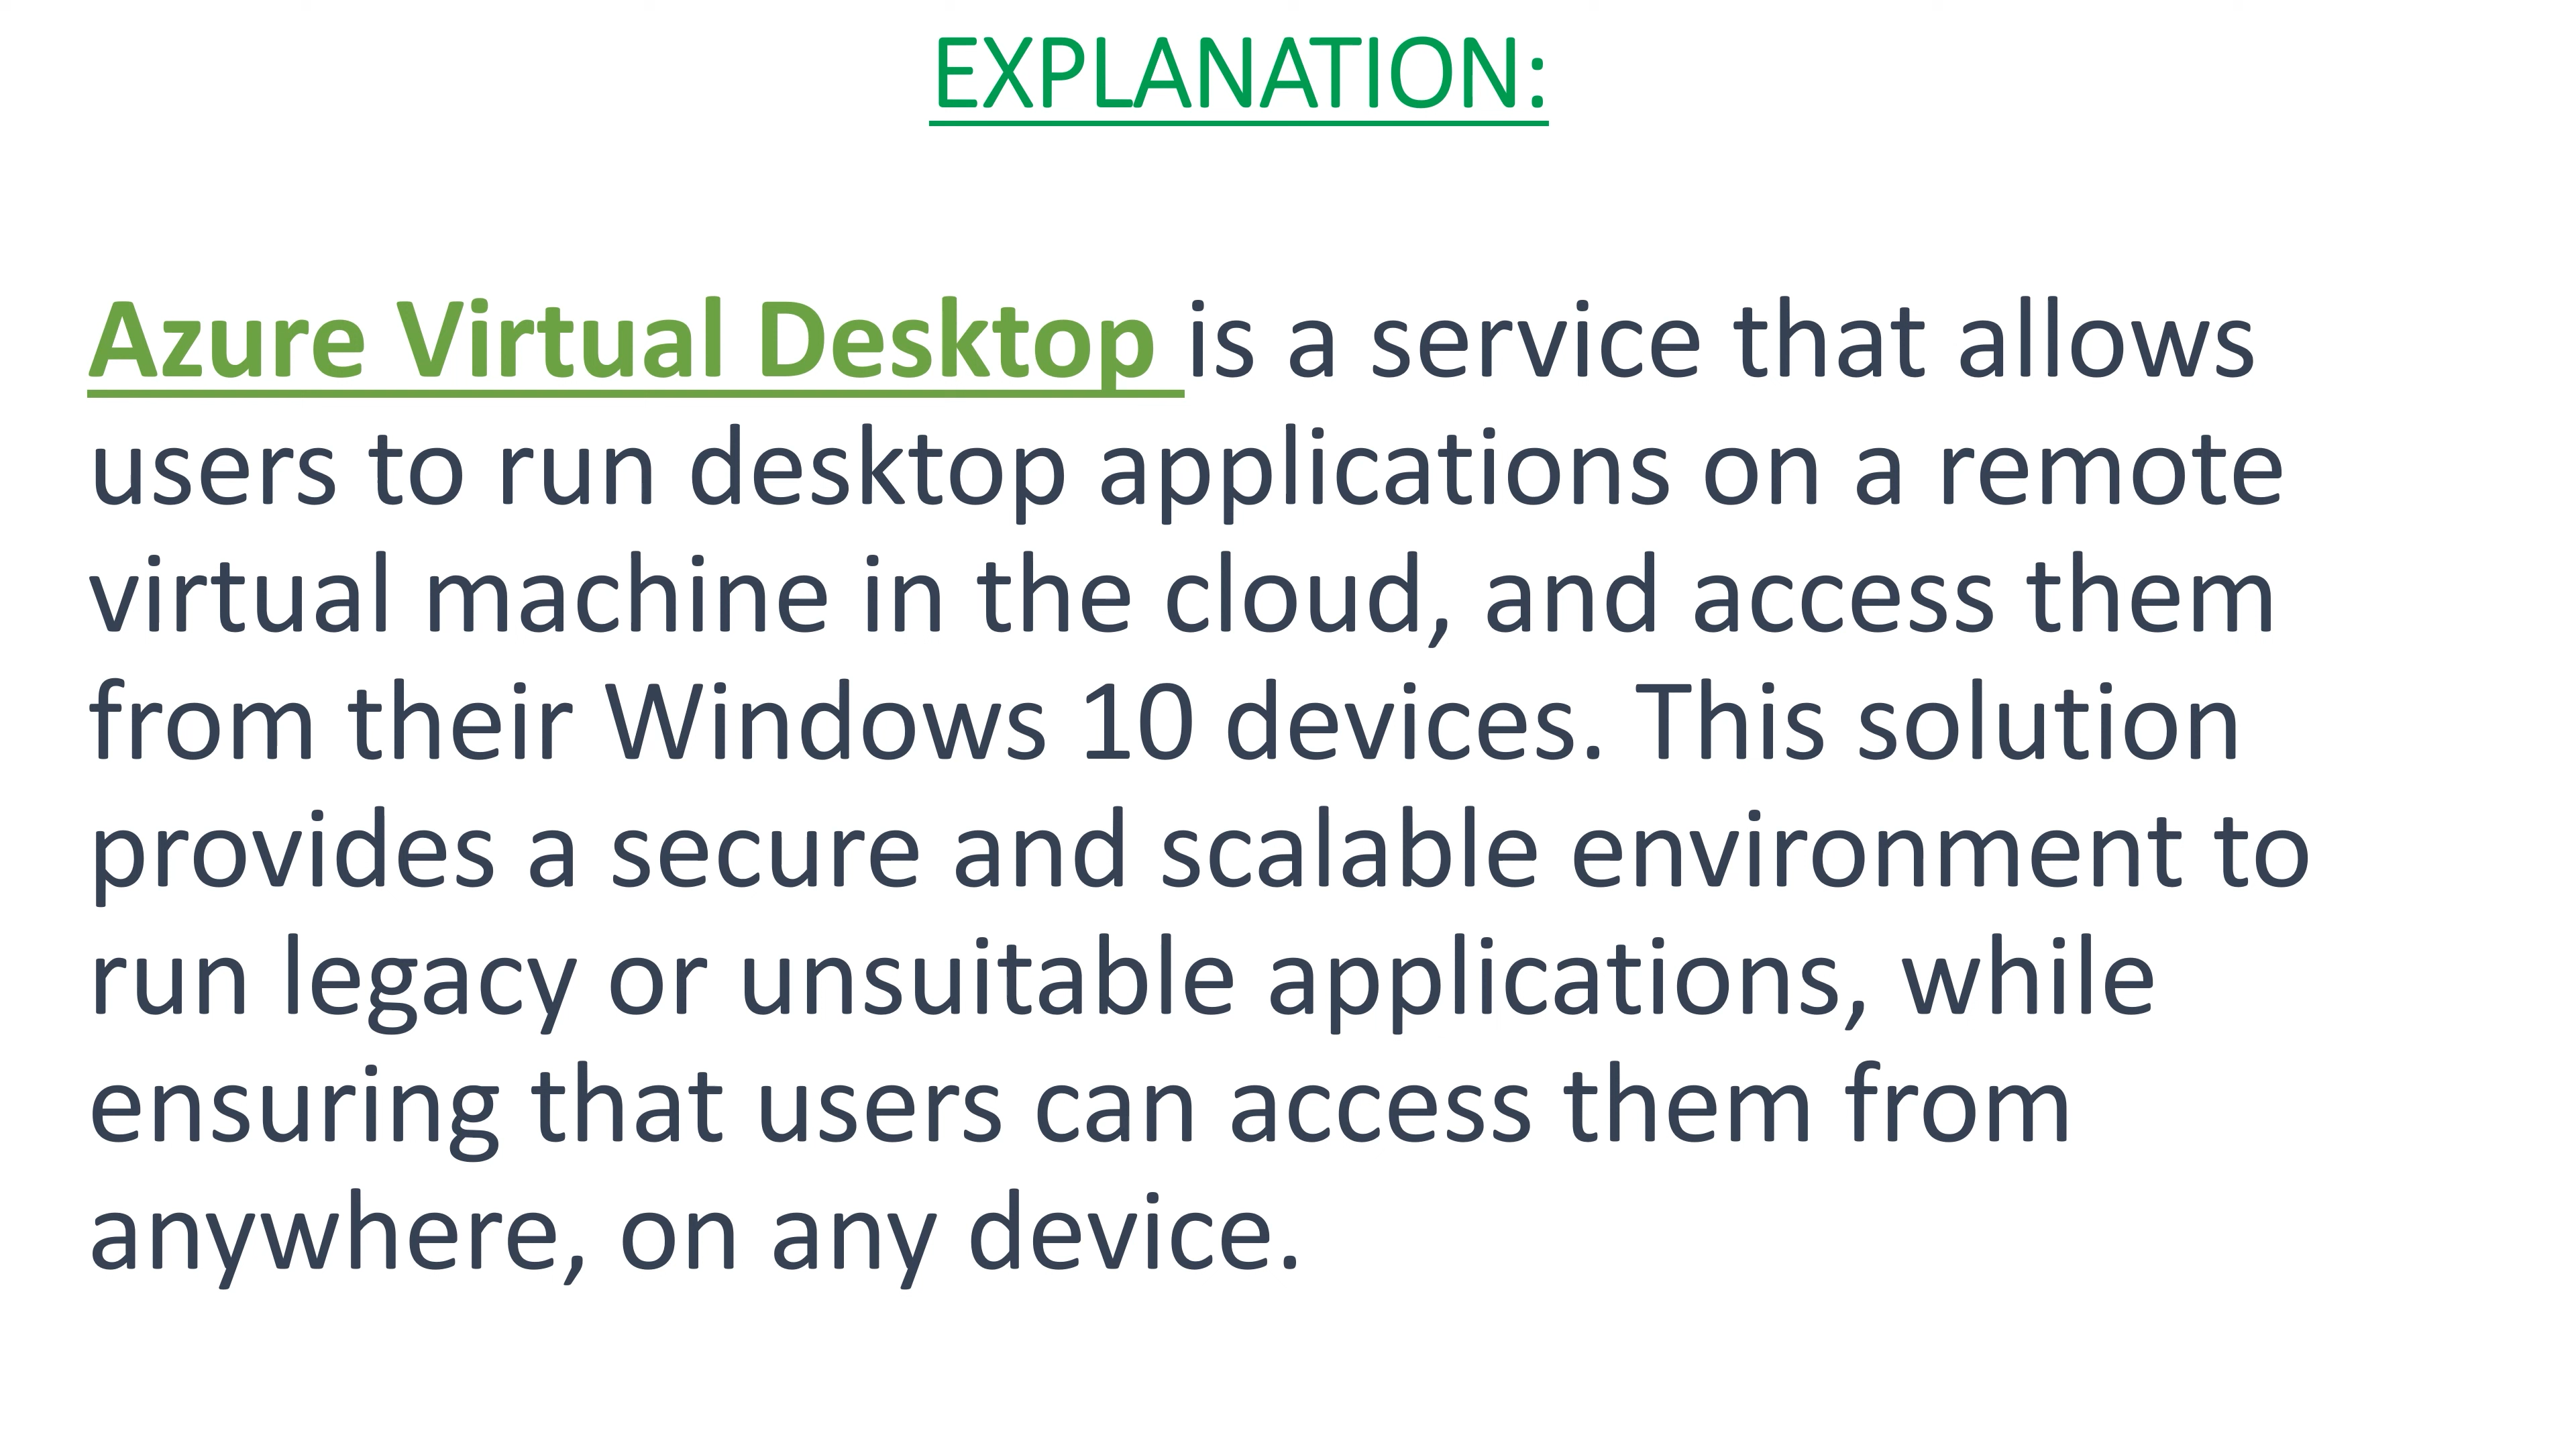 EXPLANATION:
Azure Virtual Desktop is a service that allows
users to run desktop applications on a remote
virtual machine in the cloud, and access them
from their Windows 10 devices. This solution
provides a secure and scalable environment to
run legacy or unsuitable applications, while
ensuring that users can access them from
anywhere, on any device.